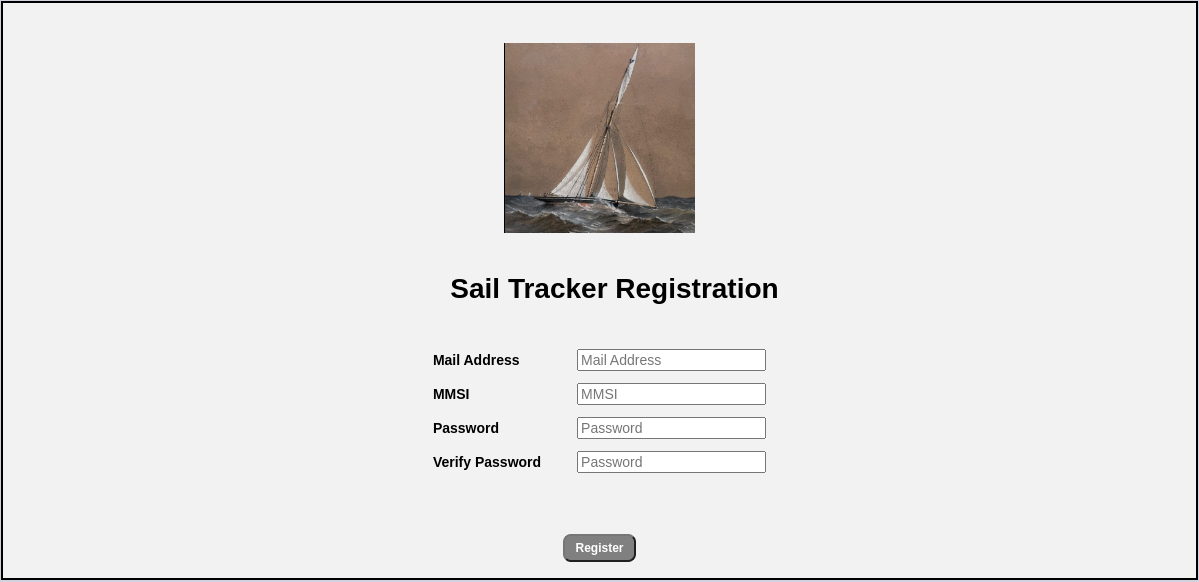 Sail Tracker Registration
Mail Address Mail Address
MMSI MMSI
Password Password
Verify Password Password
Register